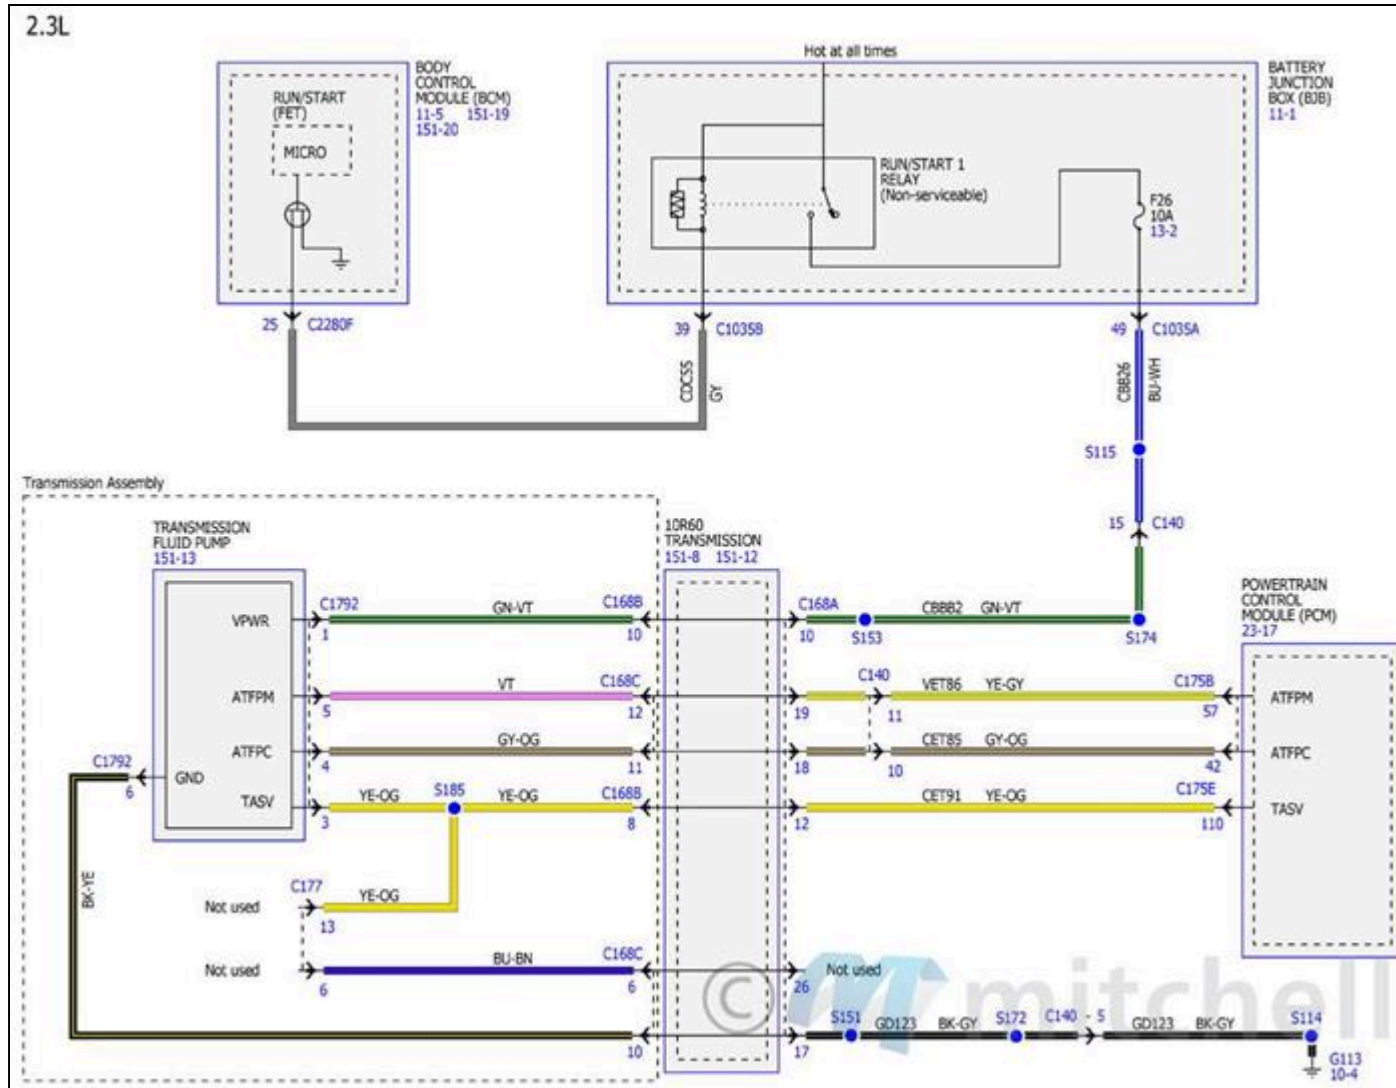 2.3L
Hot at all times
BODY
CONTROL
MODULE (BCM)
11-5 151-19
151-20
RUN/START
(FET)
MICRO
BATTERY
JUNCTION
BOX (BJB)
11-1
RUN/START 1
RELAY
(Non-serviceable)
F26
10A
13-2
25 C2280F
39 C1035B
49 C1035A
CDC55
GY
CBB26
BU-WH
S115
15 C140
Transmission Assembly
TRANSMISSION
FLUID PUMP
151-13
10R60
TRANSMISSION
151-8 151-12
POWERTRAIN
CONTROL
MODULE (PCM)
23-17
VPWR
C1792
1
GN-VT
C168B
10
C168A
10
S153
CBBB2 GN-VT
S174
ATFPM
5
VT
C168C
12
19
C140
11
VET86 YE-GY
C175B
57
ATFPM
ATFPC
4
GY-OG
11
18
10
CET85 GY-OG
42
ATFPC
C1792
6
GND
TASV
3
YE-OG
S185
YE-OG
C168B
8
12
CET91 YE-OG
C175E
110
TASV
BK-YE
Not used
C177
13
YE-OG
Not used
6
BU-BN
C168C
6
26
Not used
10
17
S151
GD123 BK-GY
S172
C140 5
GD123 BK-GY
S114
G113
10-4
© mitchell